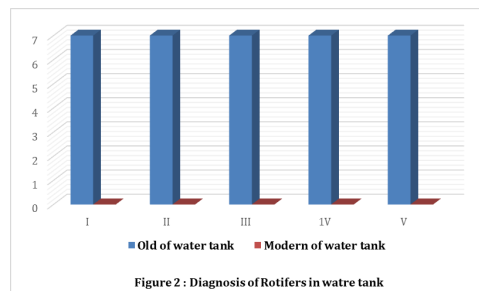 7
6
5
4
3
2
1
0
I II III 1V V
Old of water tank Modern of water tank
Figure 2 : Diagnosis of Rotifers in watre tank